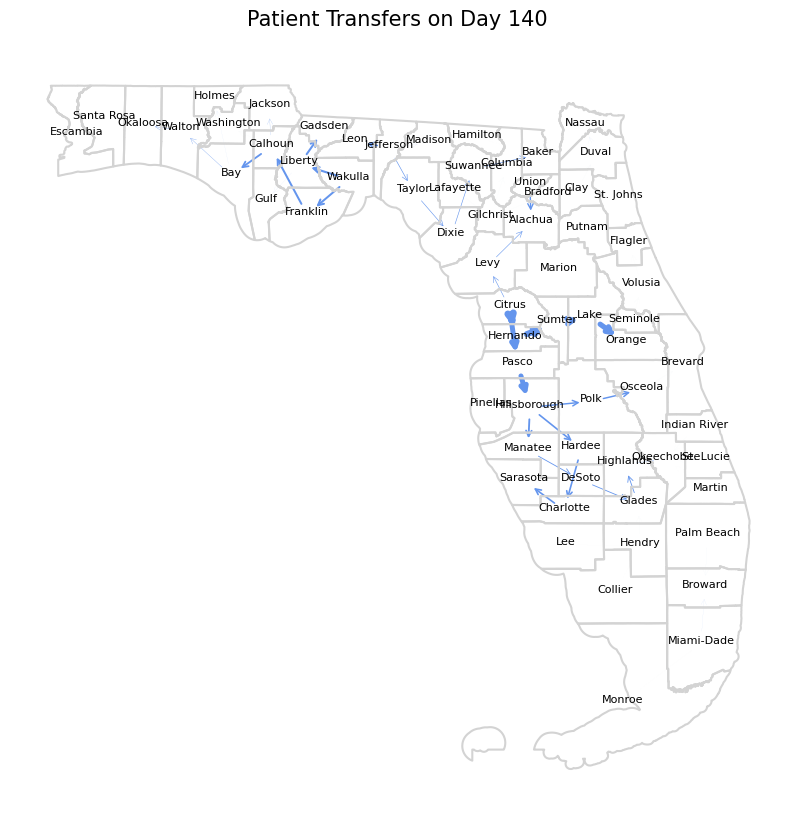 Patient Transfers on Day 140
Holmes
Jackson
Santa Rosa
Okaloosa
Walton
Washington
Escambia
Gadsden
Calhoun
Leon
Jefferson
Madison
Hamilton
Nassau
Liberty
Bay
Wakulla
Suwannee
Columbia
Baker
Duval
Gulf
Franklin
Taylor
Lafayette
Union
Bradford
Clay
St. Johns
Gilchrist
Alachua
Putnam
Dixie
Flagler
Levy
Marion
Volusia
Citrus
Sumter
Lake
Seminole
Hernando
Orange
Pasco
Brevard
Osceola
Pinellas
Hillsborough
Polk
Indian River
Manatee
Hardee
Highlands
Okeechobee
St. Lucie
Sarasota
DeSoto
Martin
Charlotte
Glades
Palm Beach
Lee
Hendry
Collier
Broward
Miami-Dade
Monroe